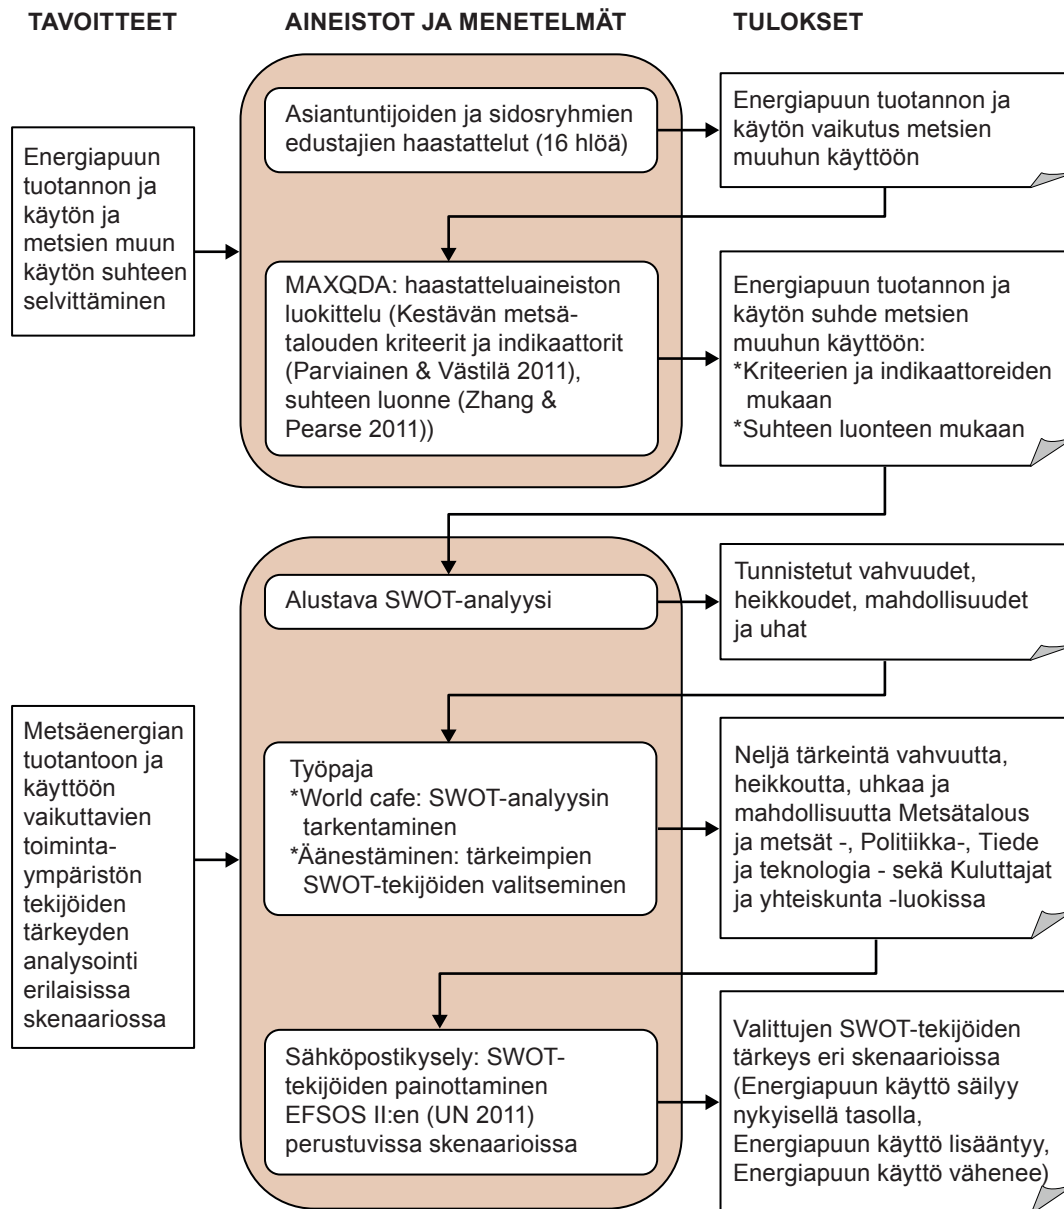 TAVOITTEET
AINEISTOT JA MENETELMÄT
TULOKSET
Energiapuun
tuotannon ja
käytön ja
metsien muun
käytön suhteen
selvittäminen
Asiantuntijoiden ja sidosryhmien
edustajien haastattelut (16 hlöä)
Energiapuun tuotannon ja
käytön vaikutus metsien
muuhun käyttöön
MAXQDA: haastatteluaineiston
luokittelu (Kestävän metsä-
talouden kriteerit ja indikaattorit
(Parviainen & Västilä 2011),
suhteen luonne (Zhang &
Pearse 2011))
Energiapuun tuotannon ja
käytön suhde metsien
muuhun käyttöön:
*Kriteerien ja indikaattoreiden
mukaan
*Suhteen luonteen mukaan
Metsäenergian
tuotantoon ja
käyttöön
vaikuttavien
toiminta-
ympäristön
tekijöiden
tärkeyden
analysointi
erilaisissa
skenaariossa
Alustava SWOT-analyysi
Tunnistetut vahvuudet,
heikkoudet, mahdollisuudet
ja uhat
Työpaja
*World cafe: SWOT-analyysin
tarkentaminen
*Äänestäminen: tärkeimpien
SWOT-tekijöiden valitseminen
Neljä tärkeintä vahvuutta,
heikkoutta, uhkaa ja
mahdollisuutta Metsätalous
ja metsät -, Politiikka-, Tiede
ja teknologia - sekä Kuluttajat
ja yhteiskunta -luokissa
Sähköpostikysely: SWOT-
tekijöiden painottaminen
EFSOS II:en (UN 2011)
perustuvissa skenaarioissa
Valittujen SWOT-tekijöiden
tärkeys eri skenaarioissa
(Energiapuun käyttö säilyy
nykyisellä tasolla,
Energiapuun käyttö lisääntyy,
Energiapuun käyttö vähenee)